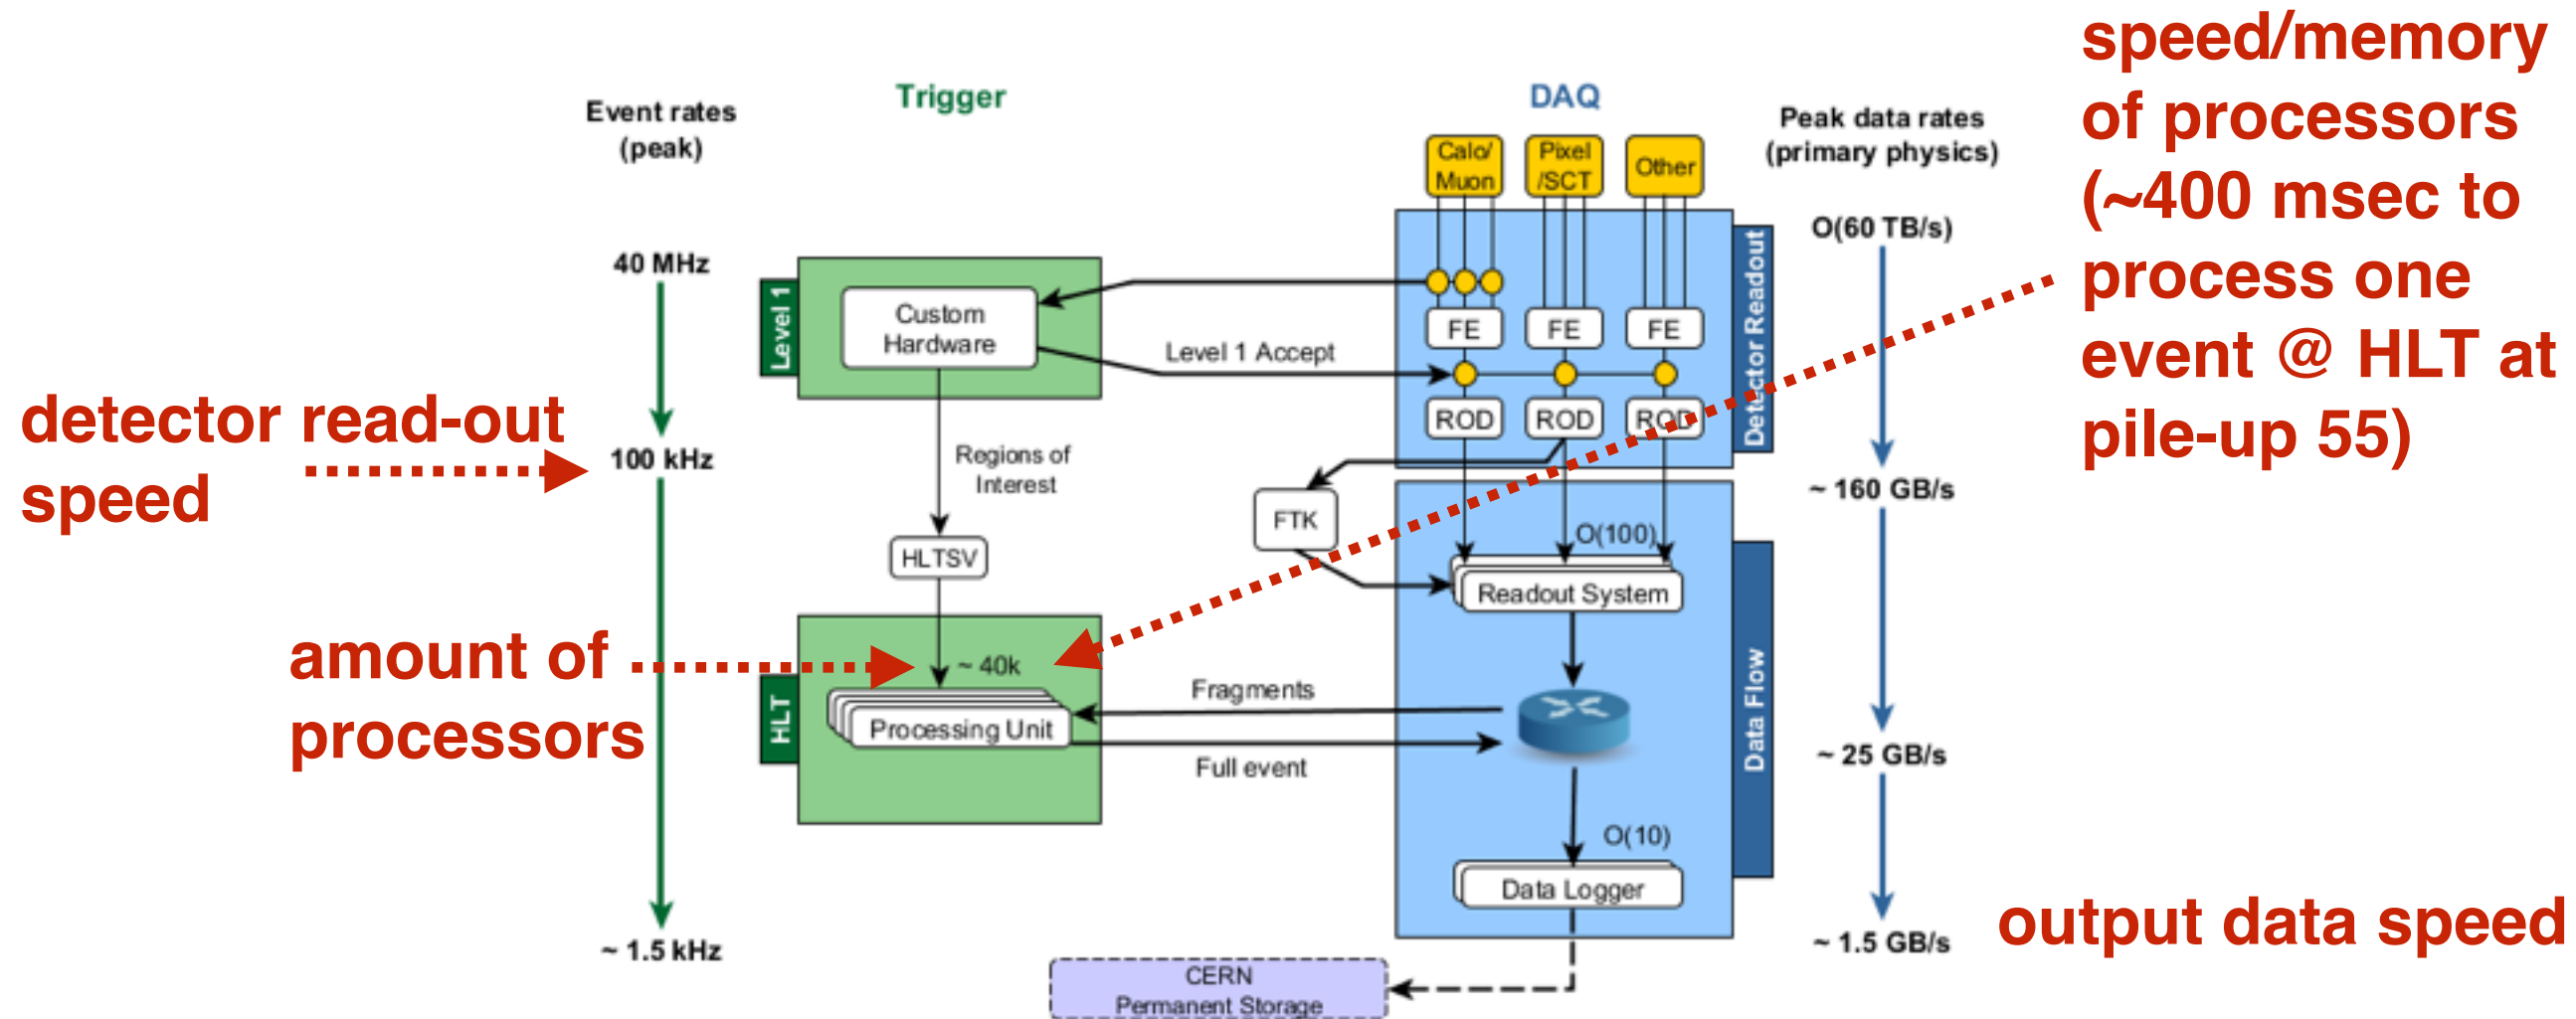 speed/memory
of processors
(~400 msec to
process one
event @ HLT at
pile-up 55)
Trigger
DAQ
Event rates
(peak)
Peak data rates
(primary physics)
Calo/
Muon
Pixel
/SCT
Other
O(60 TB/s)
40 MHz
Level 1
Custom
Hardware
FE
FE
FE
Detector Readout
Level 1 Accept
detector read-out
speed
ROD
ROD
ROD
100 kHz
Regions of
Interest
~ 160 GB/s
FTK
O(100)
HLTSV
Readout System
amount of
processors
~ 40k
HLT
Processing Unit
Fragments
Full event
Data Flow
~ 25 GB/s
O(10)
Data Logger
~ 1.5 kHz
~ 1.5 GB/s
output data speed
CERN
Permanent Storage